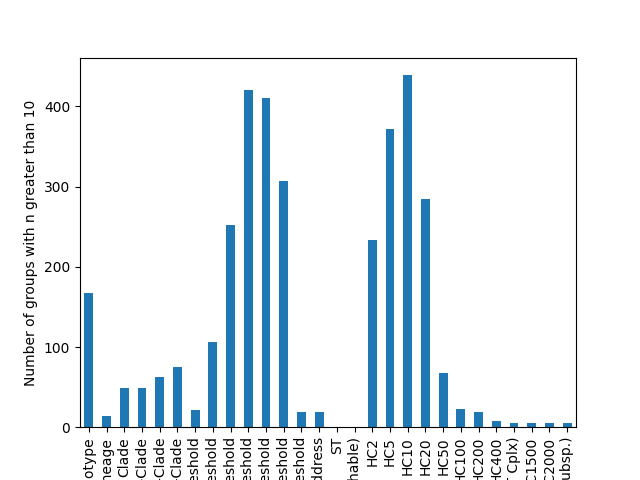 Number of groups with n greater than 10
400
300
200
100
0
otype
neage
Clade
-Clade
-Clade
-Clade
eshold
eshold
eshold
eshold
eshold
eshold
eshold
ddress
ST
hable)
HC2
HC5
HC10
HC20
HC50
HC100
HC200
HC400
Cplx)
C1500
C2000
ubsp.)